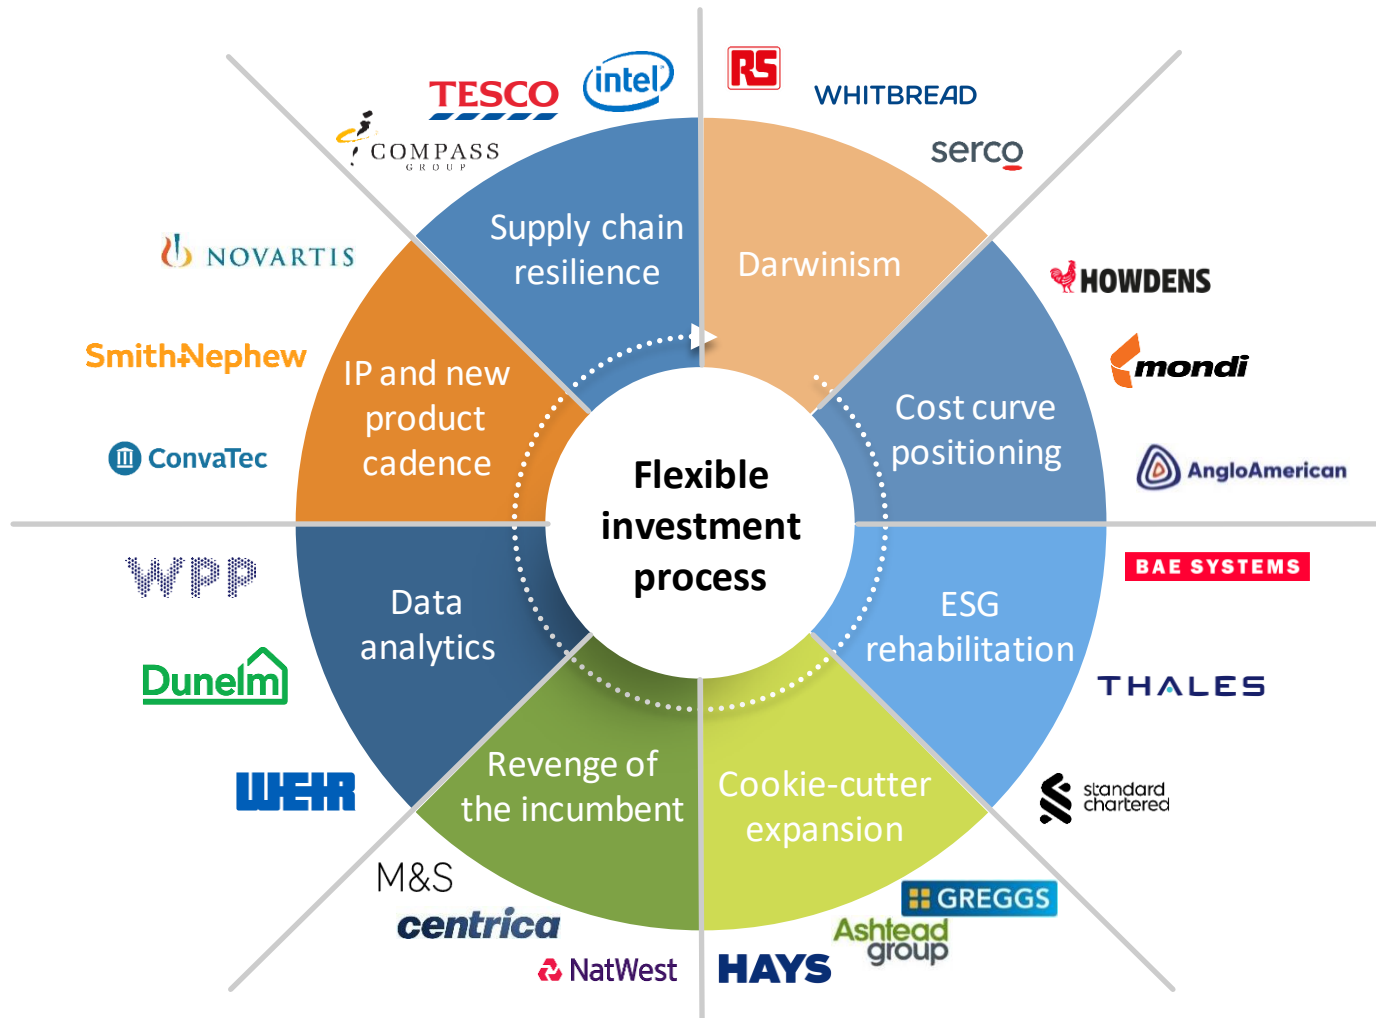 RS
WHITBREAD
serco
Darwinism
HOWDENS
mondi
AngloAmerican
Cost curve
positioning
BAE SYSTEMS
THALES
standard
chartered
ESG
rehabilitation
GREGGS
Ashtead
group
HAYS
Cookie-cutter
expansion
M&S
centrica
NatWest
Revenge of
the incumbent
WPP
Dunelm
WEIR
Data
analytics
NOVARTIS
Smith+Nephew
ConvaTec
IP and new
product
cadence
intel
TESCO
COMPASS
GROUP
Supply chain
resilience
Flexible
investment
process